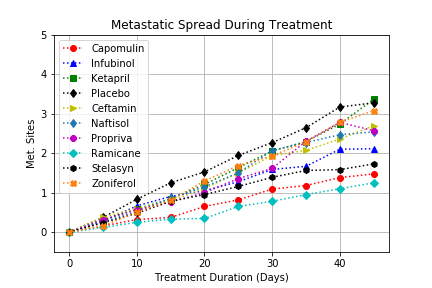 Metastatic Spread During Treatment
Met. Sites
5
4
3
2
1
0
Capomulin
Infubinol
Ketapril
Placebo
Ceftamin
Naftisol
Propriva
Ramicane
Stelasyn
Zoniferol
0 10 20 30 40
Treatment Duration (Days)